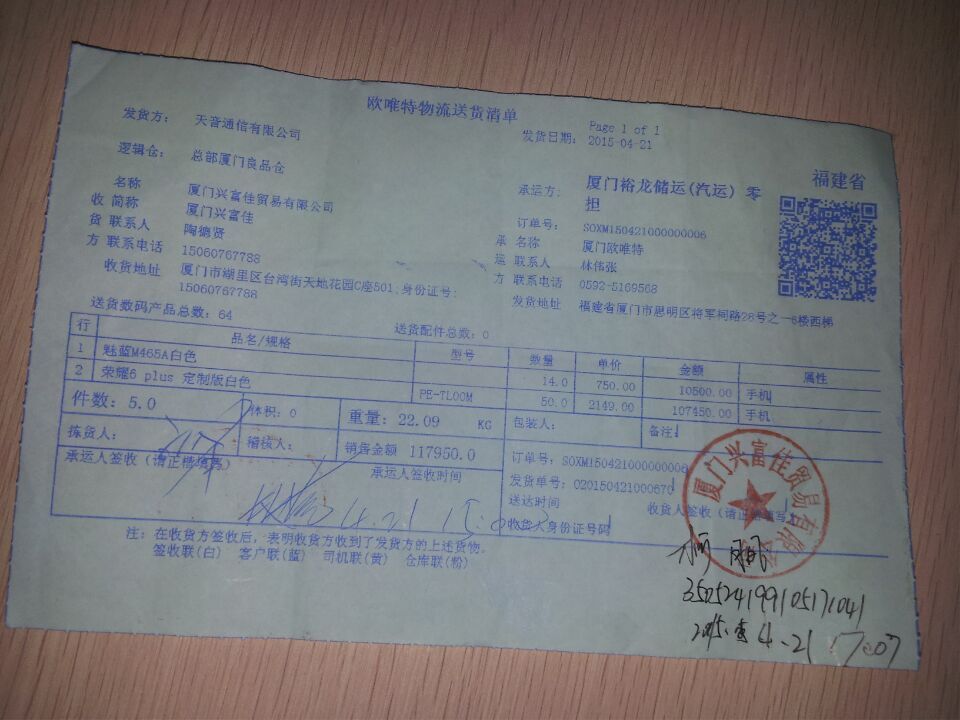 欧唯特物流送货清单
Page 1 of 1
发货方: 天音通信有限公司
发货日期: 2015-04-21
逻辑仓: 总部厦门良品仓
福建省
承运方: 厦门裕龙储运(汽运) 零担
收货方
名称 厦门兴富佳贸易有限公司
简称 厦门兴富佳
联系人 陶德贤
联系电话 15060767788
收货地址 厦门市湖里区台湾街天地花园C座501;身份证号:
15060767788
订单号: SOXM150421000000006
承运方
名称 厦门欧唯特
联系人 林伟张
联系电话 0592-5169568
发货地址 福建省厦门市思明区将军祠路28号之一6楼西梯
送货数码产品总数: 64 送货配件总数: 0
行 品名/规格 型号 数量 单价 金额 属性
1 魅蓝M465A白色 14.0 750.00 10500.00 手机
2 荣耀6 plus 定制版白色 PE-TL00M 50.0 2149.00 107450.00 手机
件数: 5.0 体积: 0 重量: 22.09 KG 包装人: 备注:
拣货人: 稽核人: 销售金额 117950.0
订单号: SOXM150421000000006
承运人签收(请正楷填写) 承运人签收时间
发货单号: 020150421000670
送达时间 收货人签收(请正楷填写)
收货人身份证号码
4.21 15:0
厦门兴富佳贸易有限公司
350524199105171041
2015. 4.21 17:07
注: 在收货方签收后, 表明收货方收到了发货方的上述货物。
签收联(白) 客户联(蓝) 司机联(黄) 仓库联(粉)